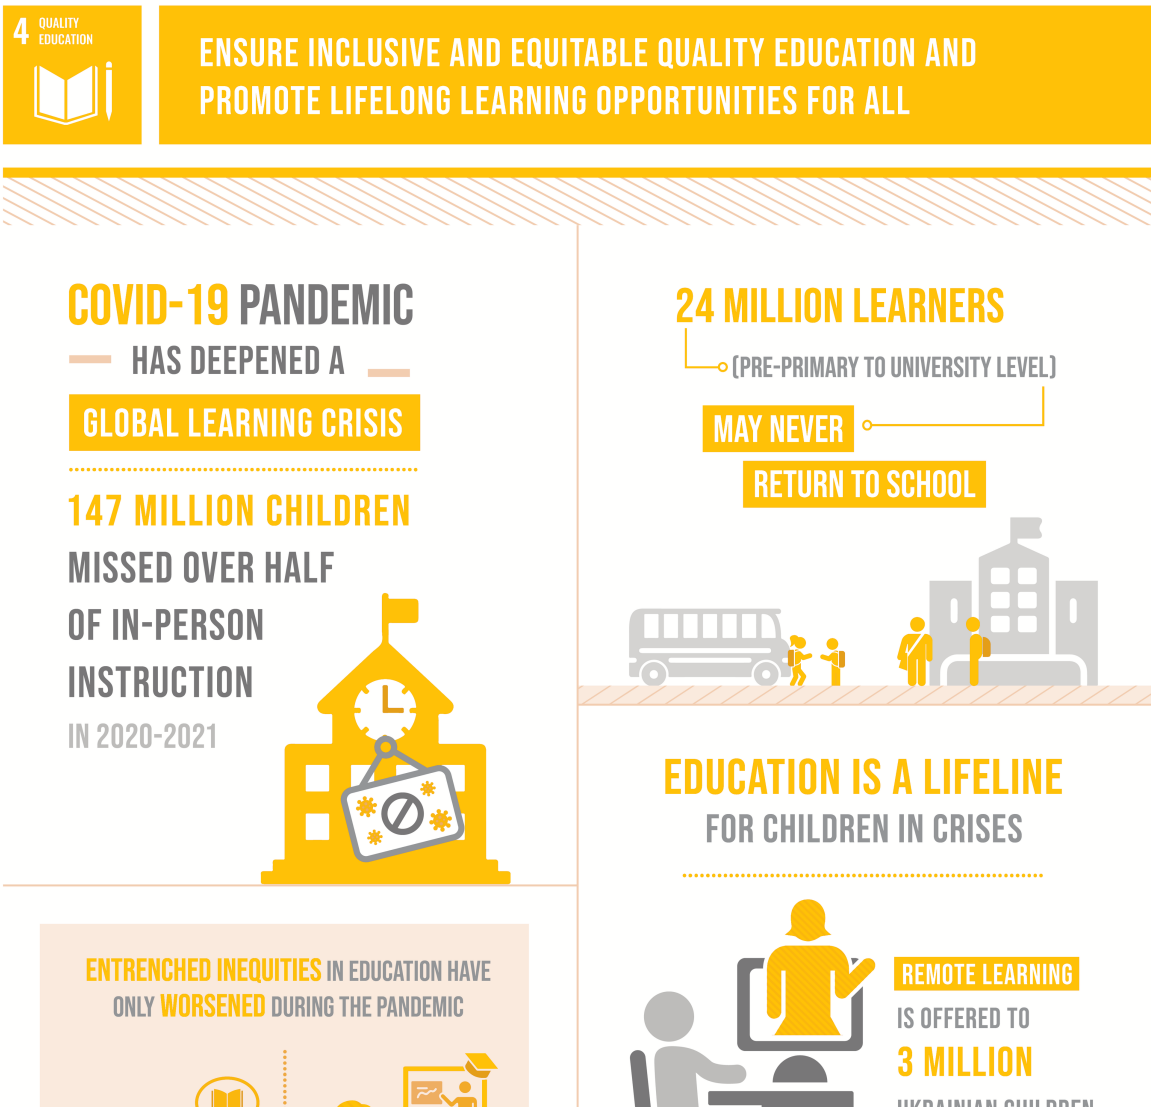 4 QUALITY
EDUCATION
ENSURE INCLUSIVE AND EQUITABLE QUALITY EDUCATION AND
PROMOTE LIFELONG LEARNING OPPORTUNITIES FOR ALL
COVID-19 PANDEMIC
HAS DEEPENED A
GLOBAL LEARNING CRISIS
147 MILLION CHILDREN
MISSED OVER HALF
OF IN-PERSON
INSTRUCTION
IN 2020-2021
24 MILLION LEARNERS
(PRE-PRIMARY TO UNIVERSITY LEVEL)
MAY NEVER
RETURN TO SCHOOL
EDUCATION IS A LIFELINE
FOR CHILDREN IN CRISES
REMOTE LEARNING
IS OFFERED TO
3 MILLION
UKRAINIAN CHILDREN
ENTRENCHED INEQUITIES IN EDUCATION HAVE
ONLY WORSENED DURING THE PANDEMIC